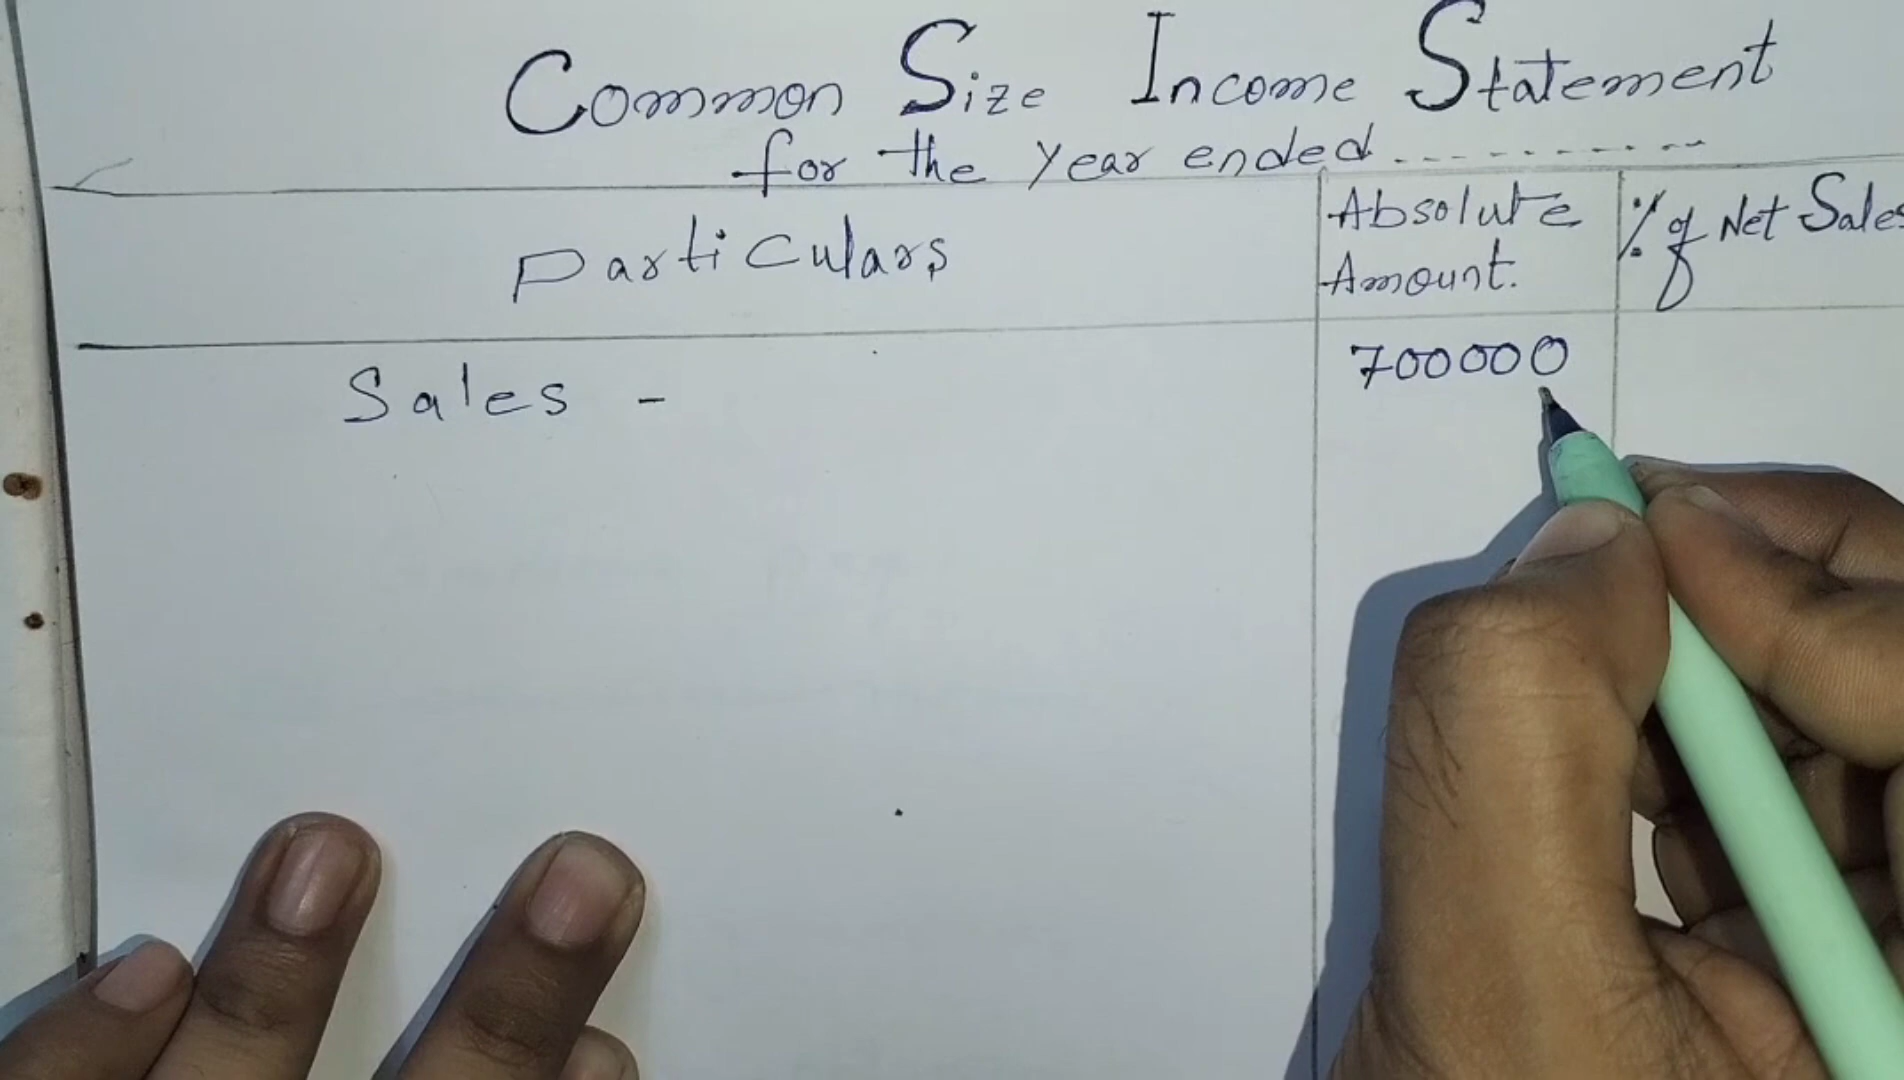 Common Size Income Statement
for the Year ended...........
Particulars
Absolute Amount.
% of Net Sales
Sales - 700000